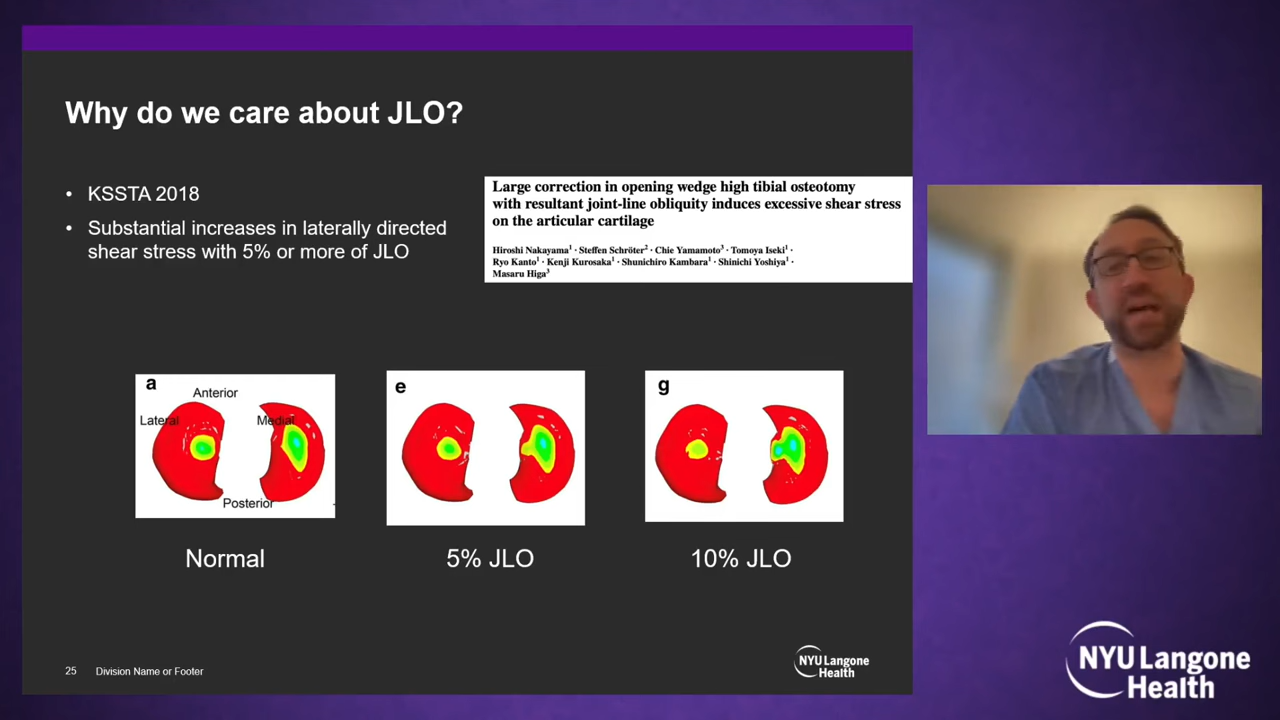 Why do we care about JLO?
• KSSTA 2018
• Substantial increases in laterally directed
shear stress with 5% or more of JLO
Large correction in opening wedge high tibial osteotomy
with resultant joint-line obliquity induces excessive shear stress
on the articular cartilage
Hiroshi Nakayama¹ · Steffen Schröter² · Chie Yamamoto³ · Tomoya Iseki¹ ·
Ryo Kanto¹ · Kenji Kurosaka¹ · Shunichiro Kambara¹ · Shinichi Yoshiya¹ ·
Masaru Higa³
a
Anterior
Lateral
Medial
Posterior
e
g
Normal
5% JLO
10% JLO
25 Division Name or Footer
NYU Langone
Health
NYU Langone
Health